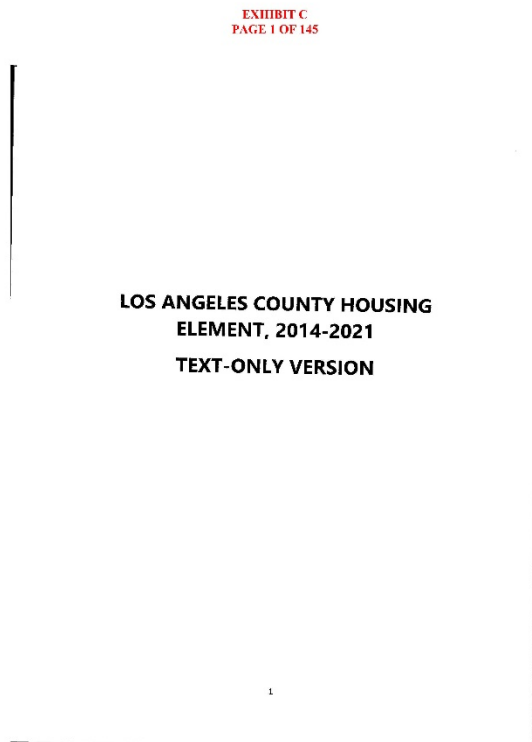 EXHIBIT C
PAGE 1 OF 145
LOS ANGELES COUNTY HOUSING
ELEMENT, 2014-2021
TEXT-ONLY VERSION
1